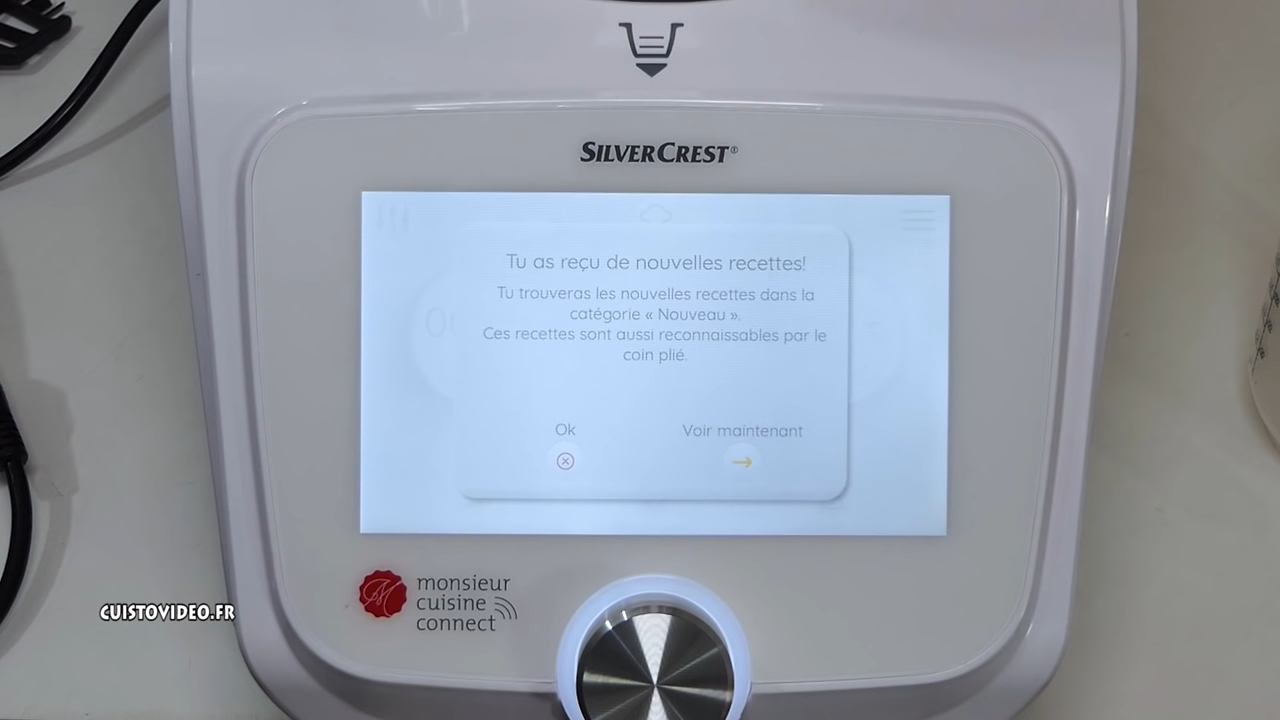 SILVERCREST®
Tu as reçu de nouvelles recettes!
Tu trouveras les nouvelles recettes dans la
catégorie « Nouveau ».
Ces recettes sont aussi reconnaissables par le
coin plié.
Ok
Voir maintenant
monsieur
cuisine
connect
CUISTOVIDEO.FR